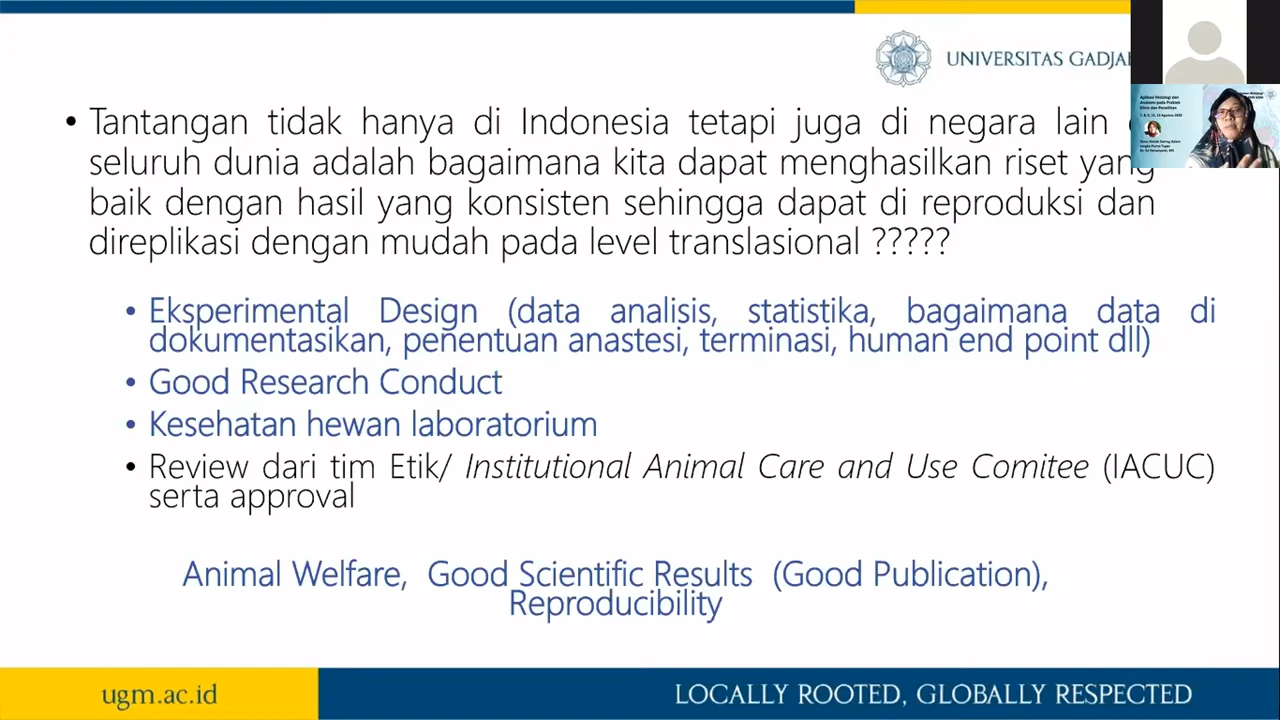 UNIVERSITAS
• Tantangan tidak hanya di Indonesia tetapi juga di negara lain
seluruh dunia adalah bagaimana kita dapat menghasilkan riset yang
baik dengan hasil yang konsisten sehingga dapat di reproduksi dan
direplikasi dengan mudah pada level translasional ?????
• Eksperimental Design (data analisis, statistika, bagaimana data di
dokumentasikan, penentuan anastesi, terminasi, human end point dll)
• Good Research Conduct
• Kesehatan hewan laboratorium
• Review dari tim Etik/ Institutional Animal Care and Use Comitee (IACUC)
serta approval
Animal Welfare, Good Scientific Results (Good Publication),
Reproducibility
ugm.ac.id
LOCALLY ROOTED, GLOBALLY RESPECTED